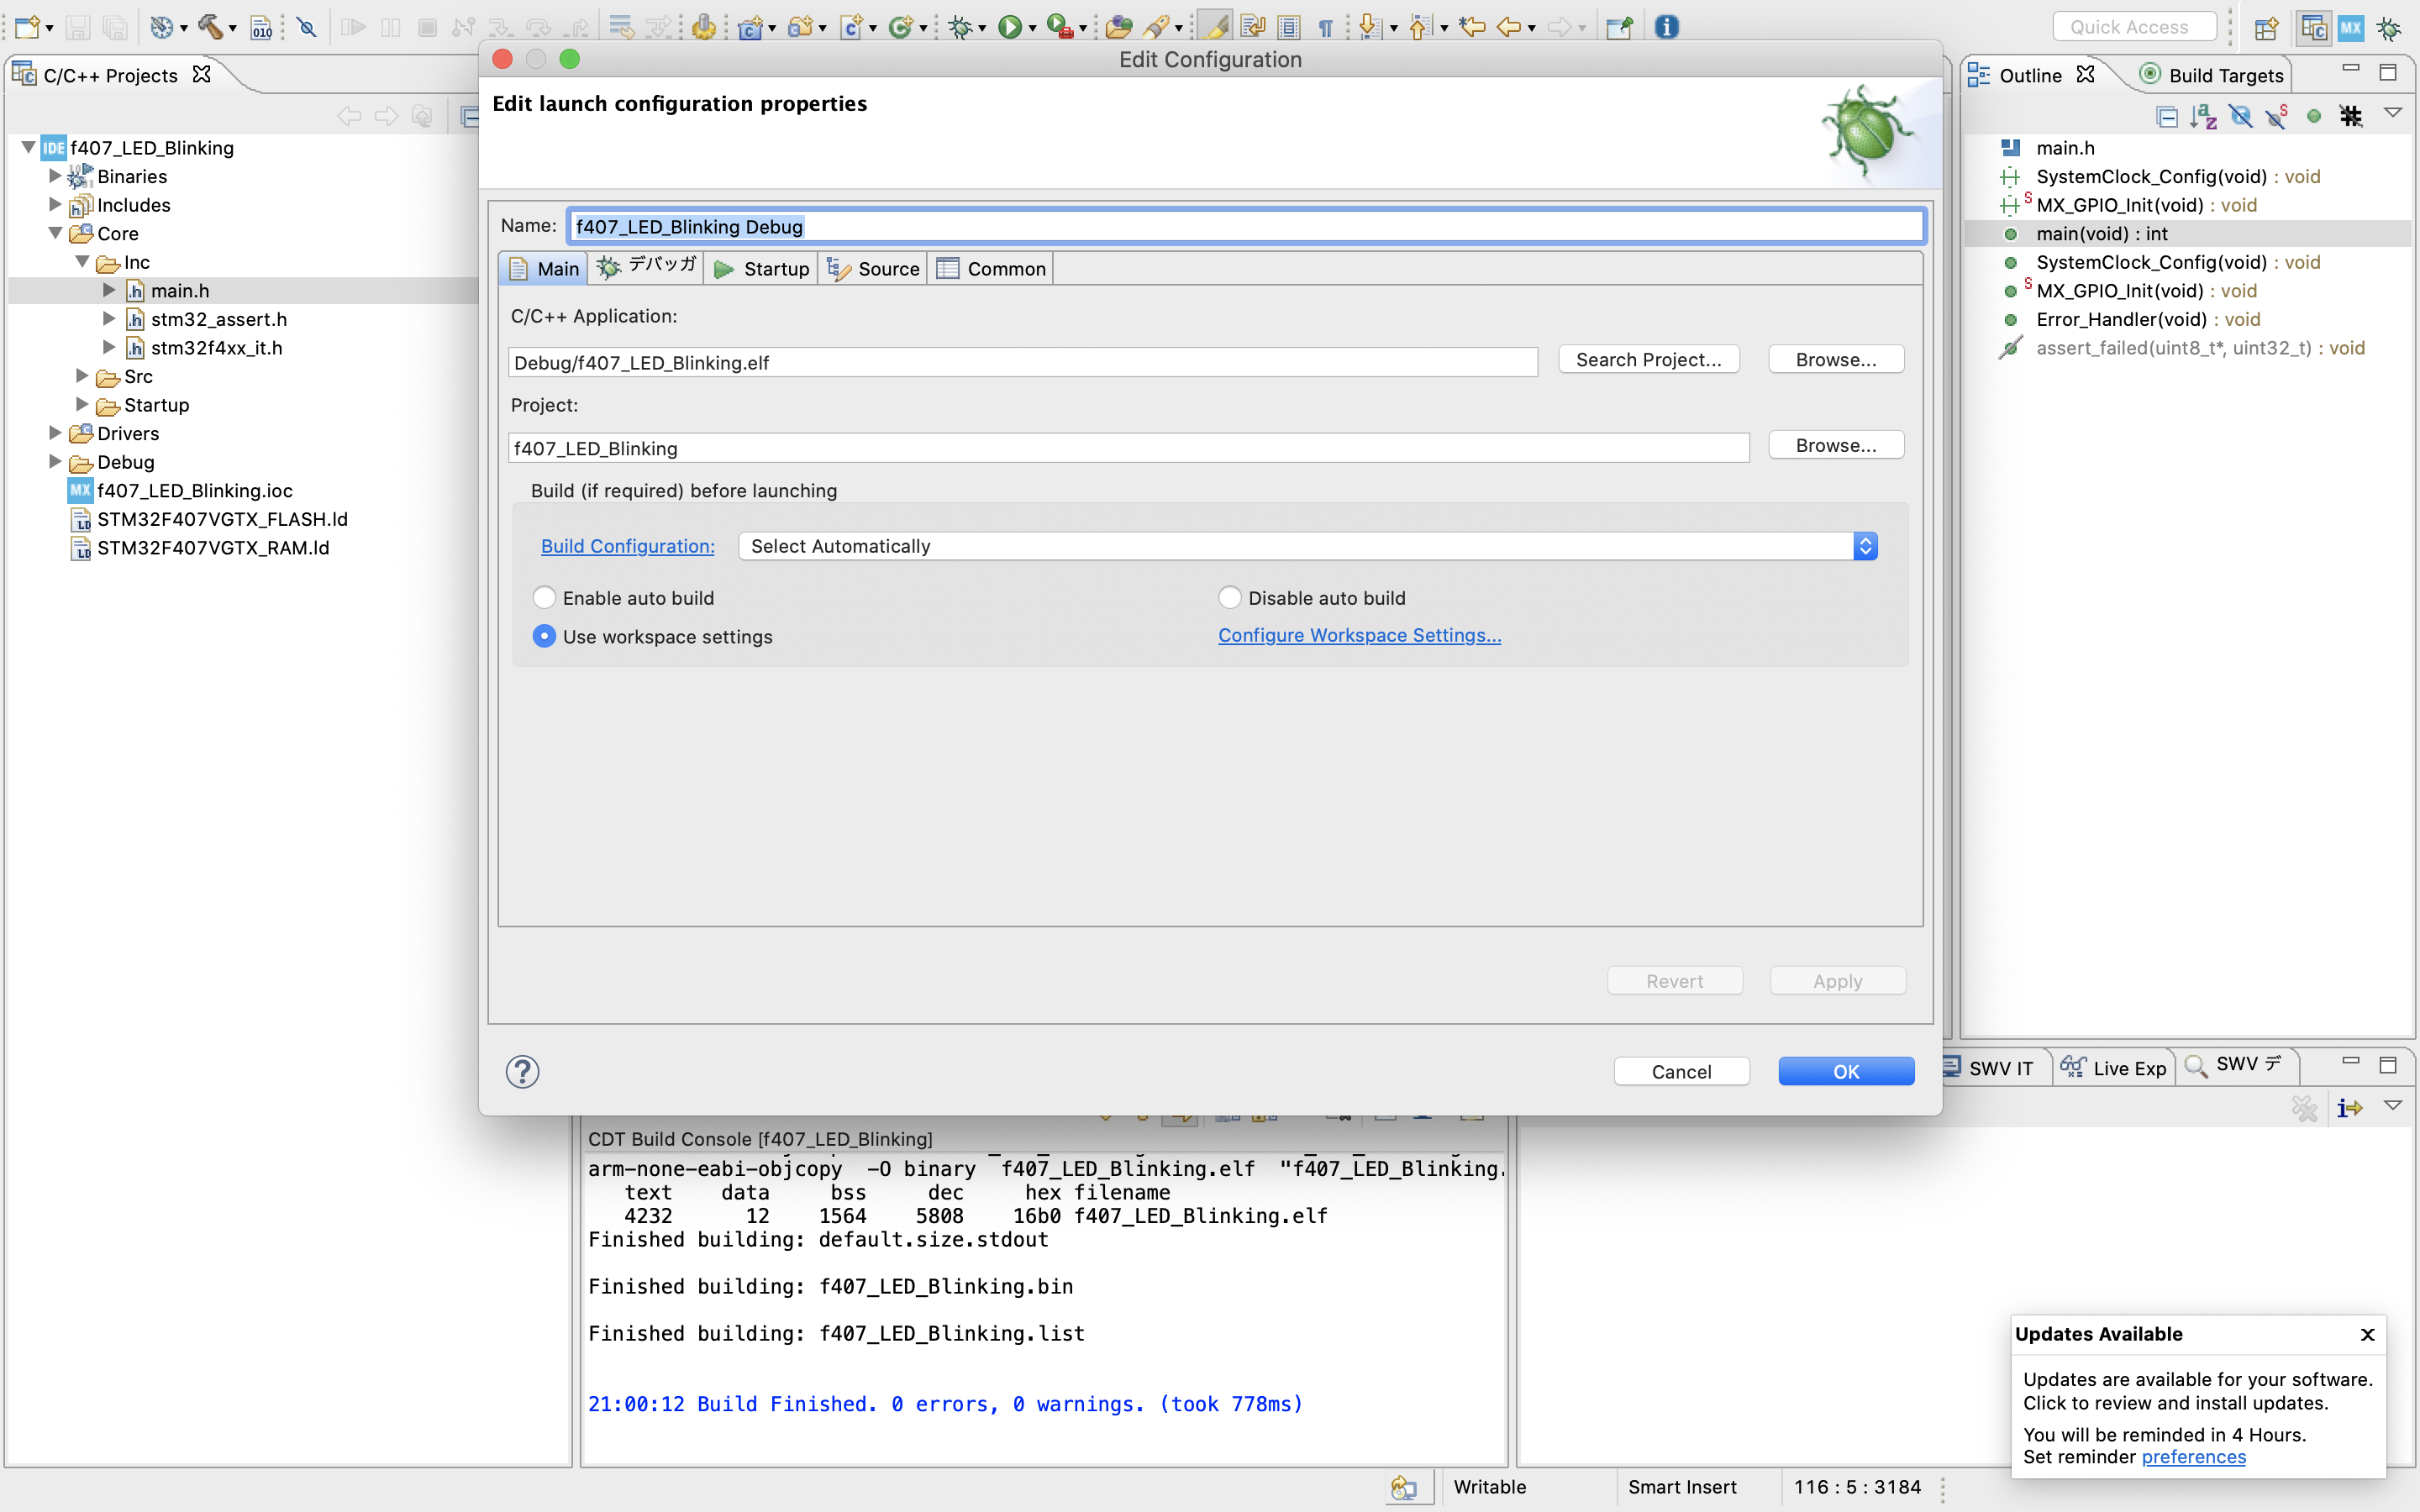 Quick Access
C/C++ Projects
f407_LED_Blinking
Binaries
Includes
Core
Inc
main.h
stm32_assert.h
stm32f4xx_it.h
Src
Startup
Drivers
Debug
f407_LED_Blinking.ioc
STM32F407VGTX_FLASH.ld
STM32F407VGTX_RAM.ld
Edit Configuration
Edit launch configuration properties
Name: f407_LED_Blinking Debug
Main デバッガ Startup Source Common
C/C++ Application:
Debug/f407_LED_Blinking.elf Search Project... Browse...
Project:
f407_LED_Blinking Browse...
Build (if required) before launching
Build Configuration: Select Automatically
Enable auto build Disable auto build
Use workspace settings Configure Workspace Settings...
Revert Apply
Cancel OK
Outline Build Targets
main.h
SystemClock_Config(void) : void
MX_GPIO_Init(void) : void
main(void) : int
SystemClock_Config(void) : void
MX_GPIO_Init(void) : void
Error_Handler(void) : void
assert_failed(uint8_t*, uint32_t) : void
SWV IT Live Exp SWV デ
CDT Build Console [f407_LED_Blinking]
arm-none-eabi-objcopy -O binary f407_LED_Blinking.elf "f407_LED_Blinking.
text data bss dec hex filename
4232 12 1564 5808 16b0 f407_LED_Blinking.elf
Finished building: default.size.stdout
Finished building: f407_LED_Blinking.bin
Finished building: f407_LED_Blinking.list
21:00:12 Build Finished. 0 errors, 0 warnings. (took 778ms)
Updates Available
Updates are available for your software.
Click to review and install updates.
You will be reminded in 4 Hours.
Set reminder preferences
Writable Smart Insert 116 : 5 : 3184